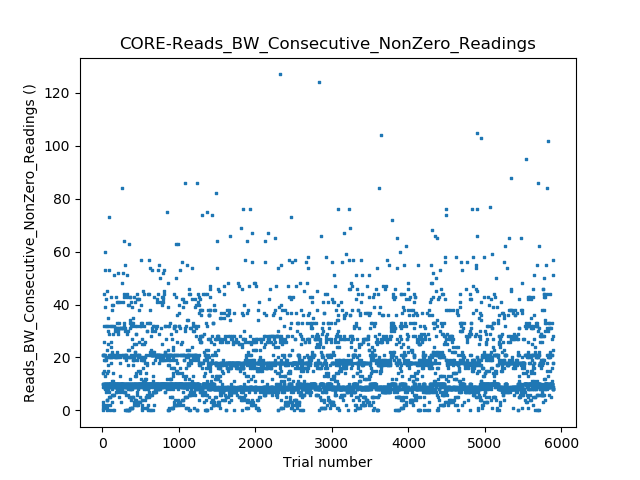 CORE-Reads_BW_Consecutive_NonZero_Readings
Reads_BW_Consecutive_NonZero_Readings ()
120
100
80
60
40
20
0
0 1000 2000 3000 4000 5000 6000
Trial number